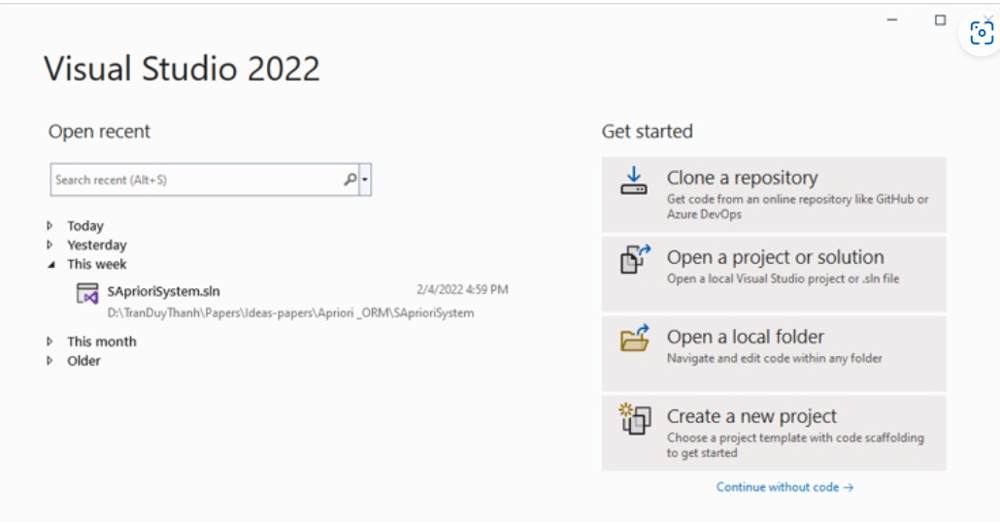 Visual Studio 2022
Open recent
Search recent (Alt+S)
Today
Yesterday
This week
SAprioriSystem.sln 2/4/2022 4:59 PM
D:\TranDuyThanh\Papers\Ideas-papers\Apriori _ORM\SAprioriSystem
This month
Older
Get started
Clone a repository
Get code from an online repository like GitHub or
Azure DevOps
Open a project or solution
Open a local Visual Studio project or .sln file
Open a local folder
Navigate and edit code within any folder
Create a new project
Choose a project template with code scaffolding
to get started
Continue without code →